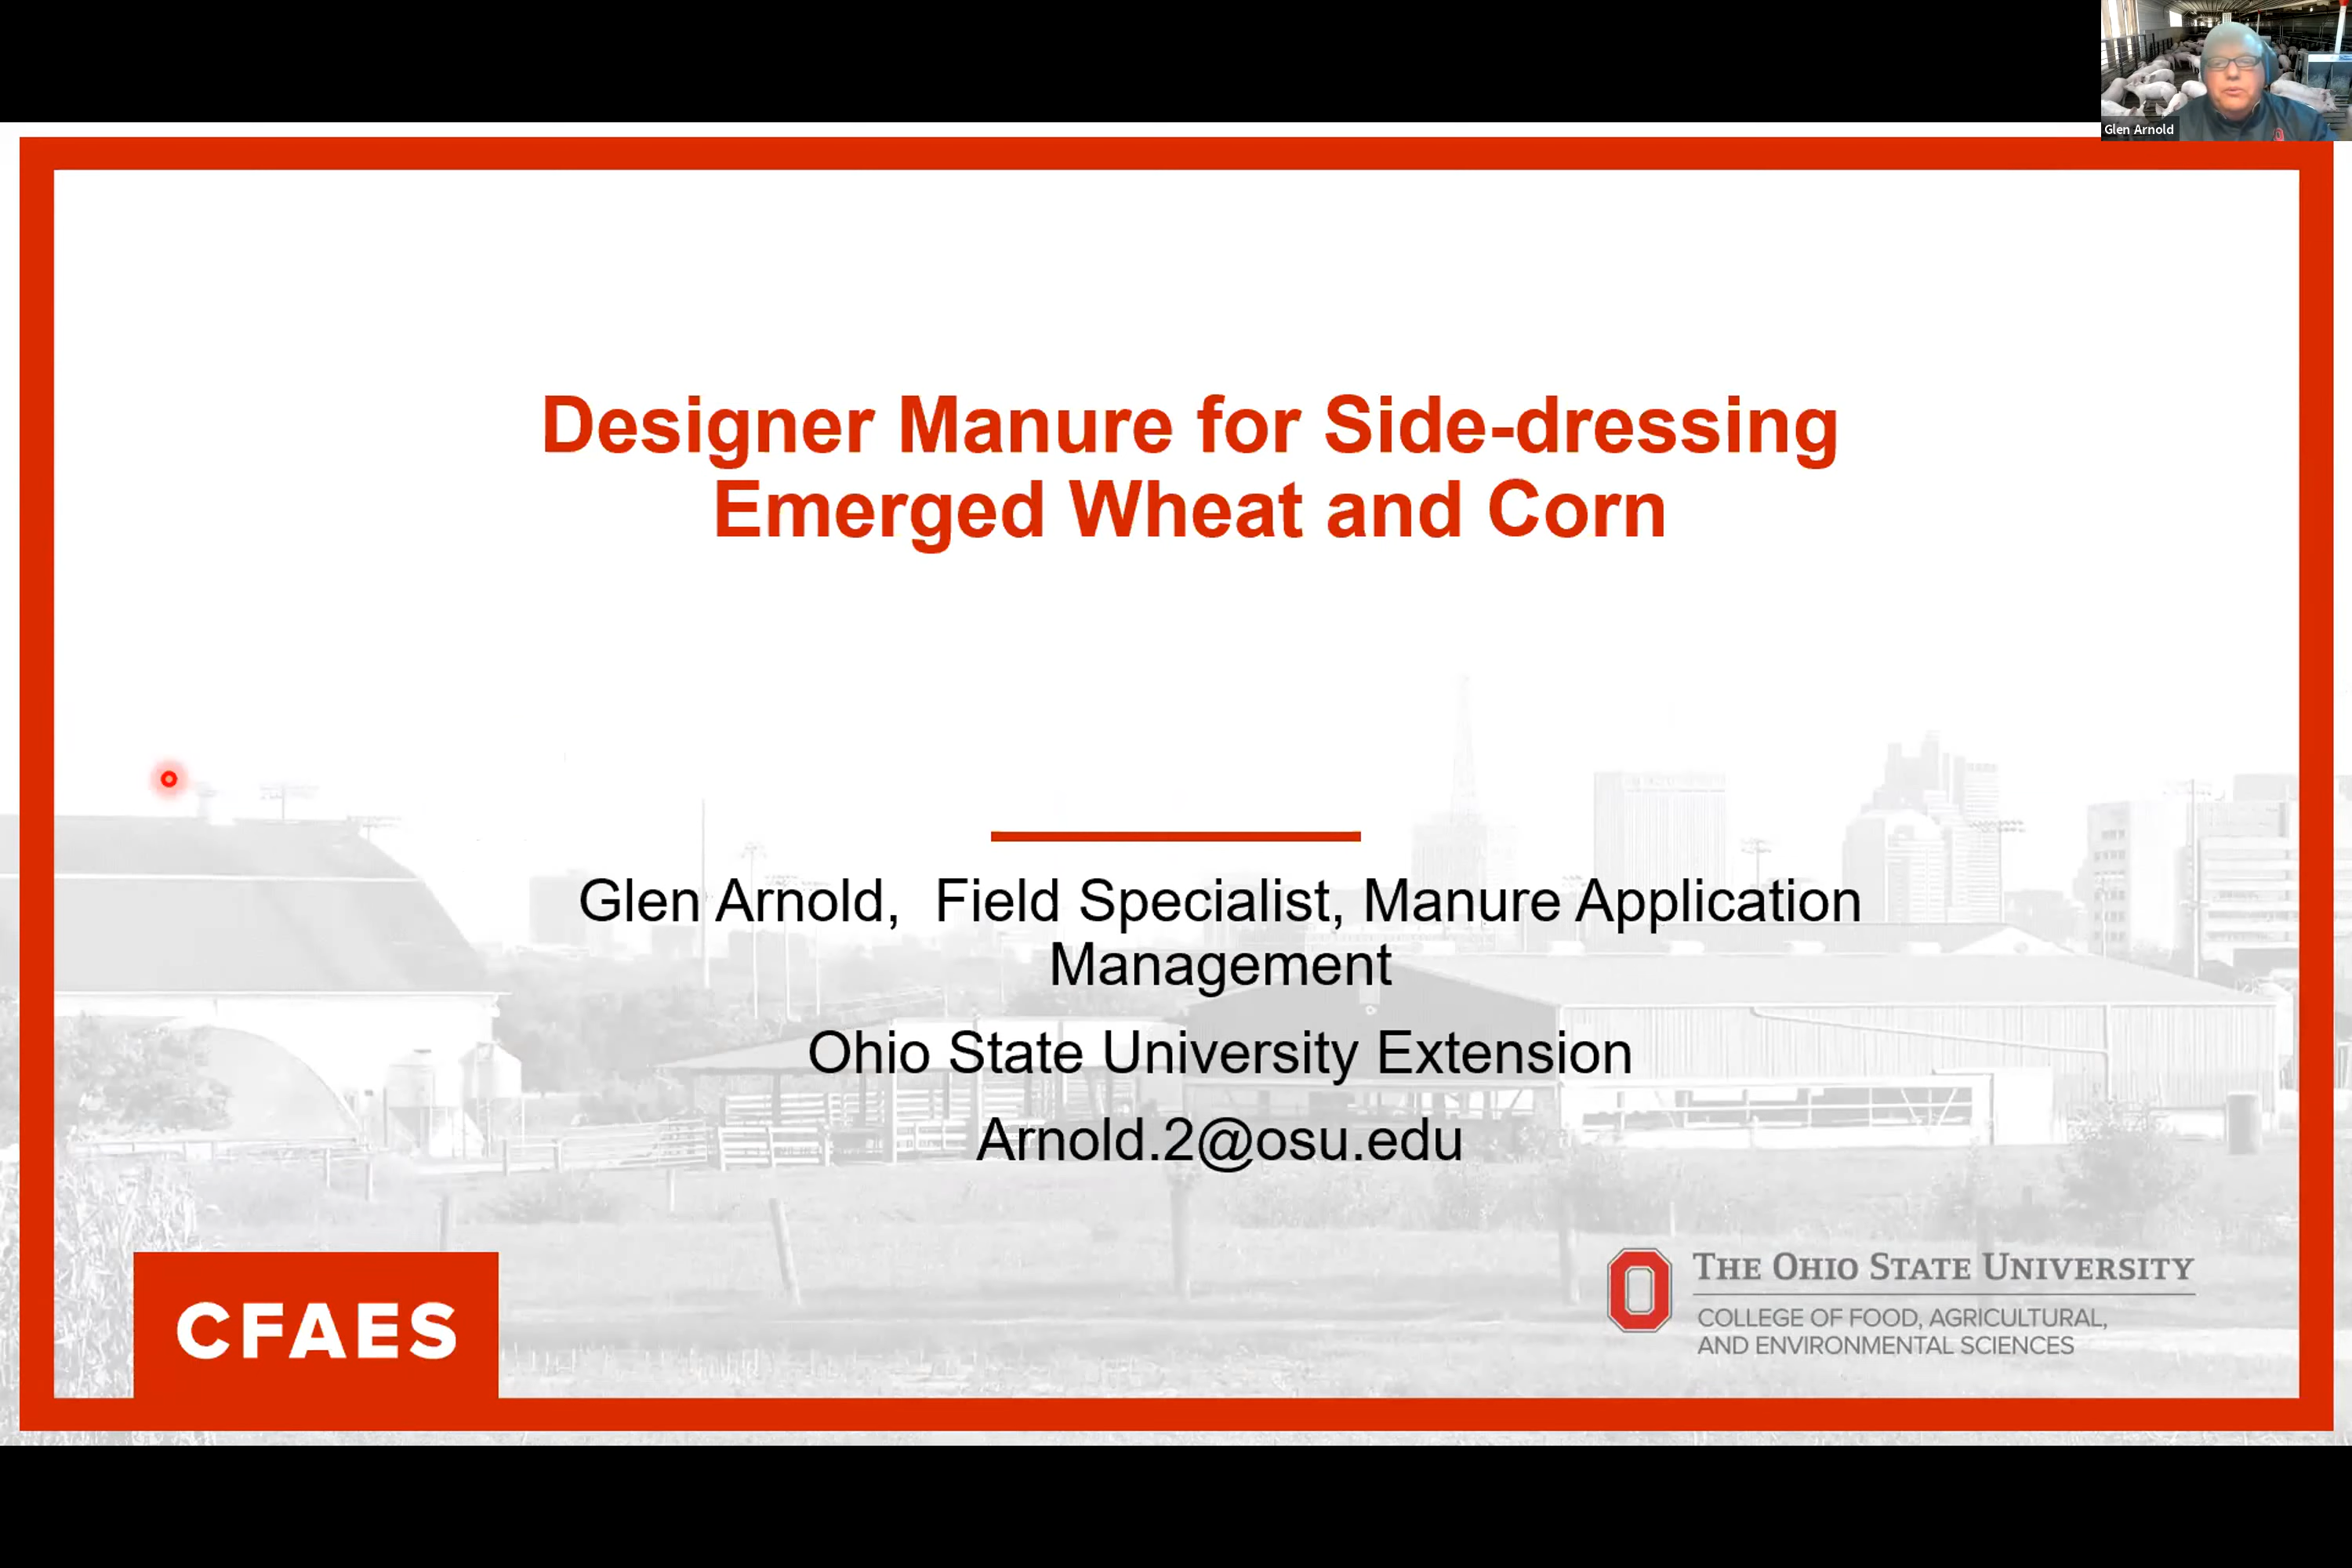 Glen Arnold
Designer Manure for Side-dressing
Emerged Wheat and Corn
Glen Arnold, Field Specialist, Manure Application
Management
Ohio State University Extension
Arnold.2@osu.edu
CFAES
THE OHIO STATE UNIVERSITY
COLLEGE OF FOOD, AGRICULTURAL,
AND ENVIRONMENTAL SCIENCES